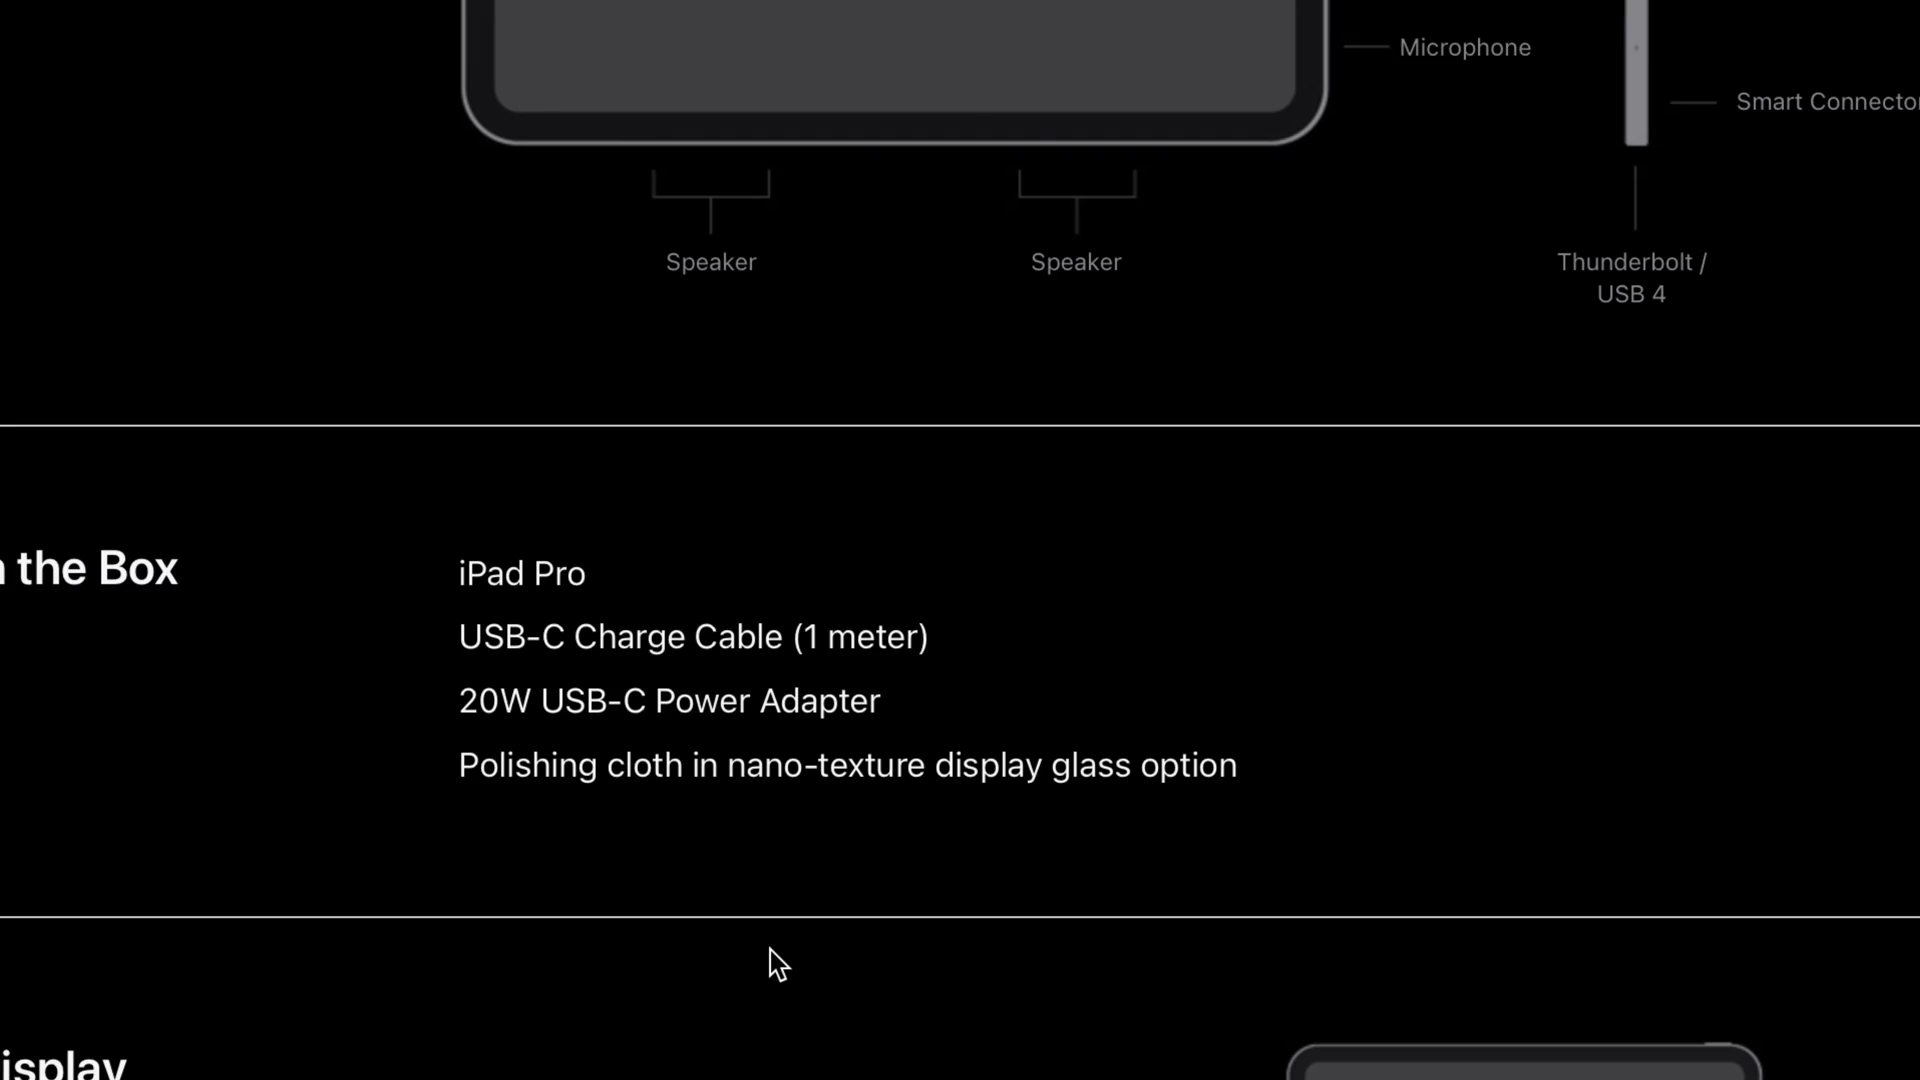 Microphone
Smart Connector
Speaker
Speaker
Thunderbolt /
USB 4
the Box
iPad Pro
USB-C Charge Cable (1 meter)
20W USB-C Power Adapter
Polishing cloth in nano-texture display glass option
isplay